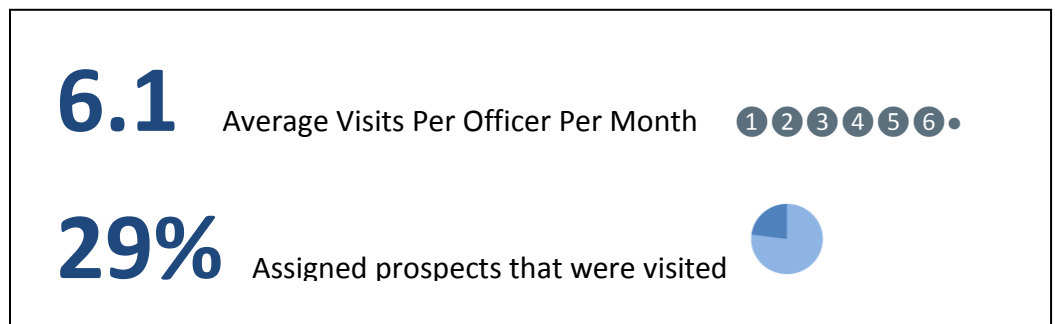 6.1 Average Visits Per Officer Per Month 1 2 3 4 5 6
29% Assigned prospects that were visited